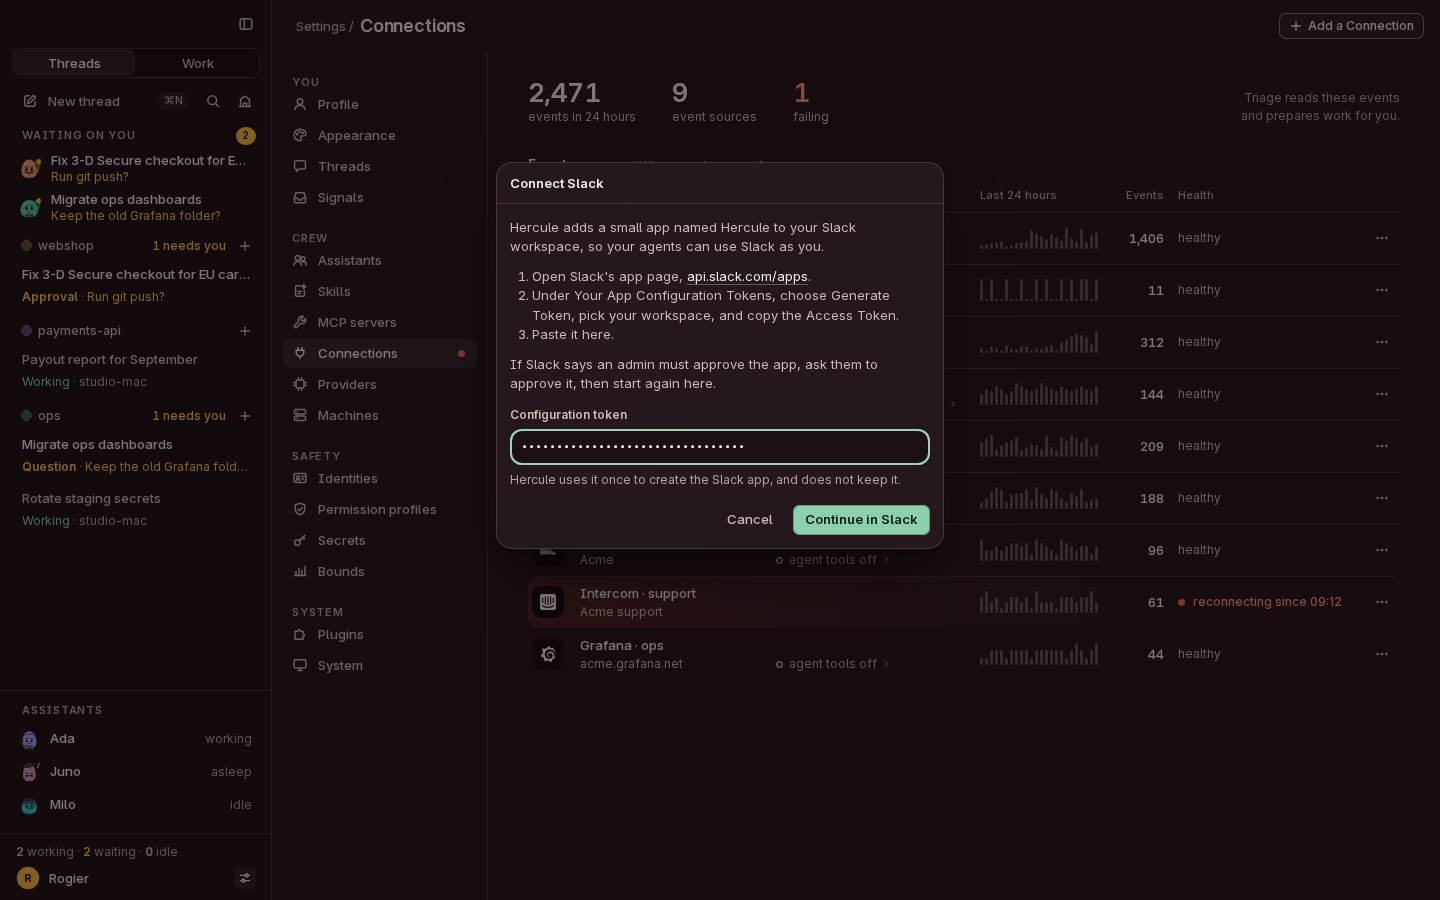 Settings / Connections
Add a Connection
Threads
Work
New thread
⌘N
WAITING ON YOU
2
Fix 3-D Secure checkout for E...
Run git push?
Migrate ops dashboards
Keep the old Grafana folder?
webshop
1 needs you
Fix 3-D Secure checkout for EU car...
Approval · Run git push?
payments-api
Payout report for September
Working · studio-mac
ops
1 needs you
Migrate ops dashboards
Question · Keep the old Grafana fold...
Rotate staging secrets
Working · studio-mac
ASSISTANTS
Ada
working
Juno
asleep
Milo
idle
2 working · 2 waiting · 0 idle
R
Rogier
YOU
Profile
Appearance
Threads
Signals
CREW
Assistants
Skills
MCP servers
Connections
Providers
Machines
SAFETY
Identities
Permission profiles
Secrets
Bounds
SYSTEM
Plugins
System
2,471
events in 24 hours
9
event sources
1
failing
Triage reads these events
and prepares work for you.
Last 24 hours
Events
Health
1,406
healthy
11
healthy
312
healthy
144
healthy
209
healthy
188
healthy
Acme
agent tools off
96
healthy
Intercom · support
Acme support
61
reconnecting since 09:12
Grafana · ops
acme.grafana.net
agent tools off
44
healthy
Connect Slack
Hercule adds a small app named Hercule to your Slack
workspace, so your agents can use Slack as you.
1. Open Slack's app page, api.slack.com/apps.
2. Under Your App Configuration Tokens, choose Generate
Token, pick your workspace, and copy the Access Token.
3. Paste it here.
If Slack says an admin must approve the app, ask them to
approve it, then start again here.
Configuration token
Hercule uses it once to create the Slack app, and does not keep it.
Cancel
Continue in Slack